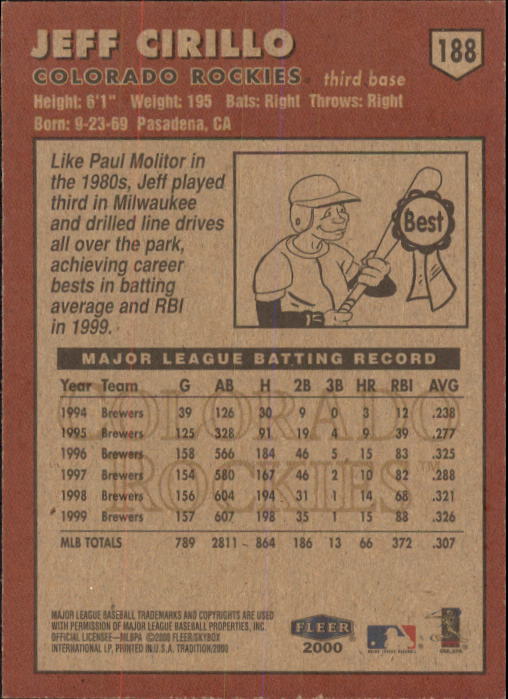 JEFF CIRILLO
188
COLORADO ROCKIES third base
Height: 6'1" Weight: 195 Bats: Right Throws: Right
Born: 9-23-69 Pasadena, CA
Like Paul Molitor in
the 1980s, Jeff played
third in Milwaukee
and drilled line drives
all over the park,
achieving career
bests in batting
average and RBI
in 1999.
Best
MAJOR LEAGUE BATTING RECORD
COLORADO
ROCKIES™
Year Team G AB H 2B 3B HR RBI AVG
1994 Brewers 39 126 30 9 0 3 12 .238
1995 Brewers 125 328 91 19 4 9 39 .277
1996 Brewers 158 566 184 46 5 15 83 .325
1997 Brewers 154 580 167 46 2 10 82 .288
1998 Brewers 156 604 194 31 1 14 68 .321
1999 Brewers 157 607 198 35 1 15 88 .326
MLB TOTALS 789 2811 864 186 13 66 372 .307
MAJOR LEAGUE BASEBALL TRADEMARKS AND COPYRIGHTS ARE USED
WITH PERMISSION OF MAJOR LEAGUE BASEBALL PROPERTIES, INC.
OFFICIAL LICENSEE—MLBPA ©2000 FLEER/SKYBOX
INTERNATIONAL LP, PRINTED IN U.S.A. TRADITION/2000
FLEER
2000